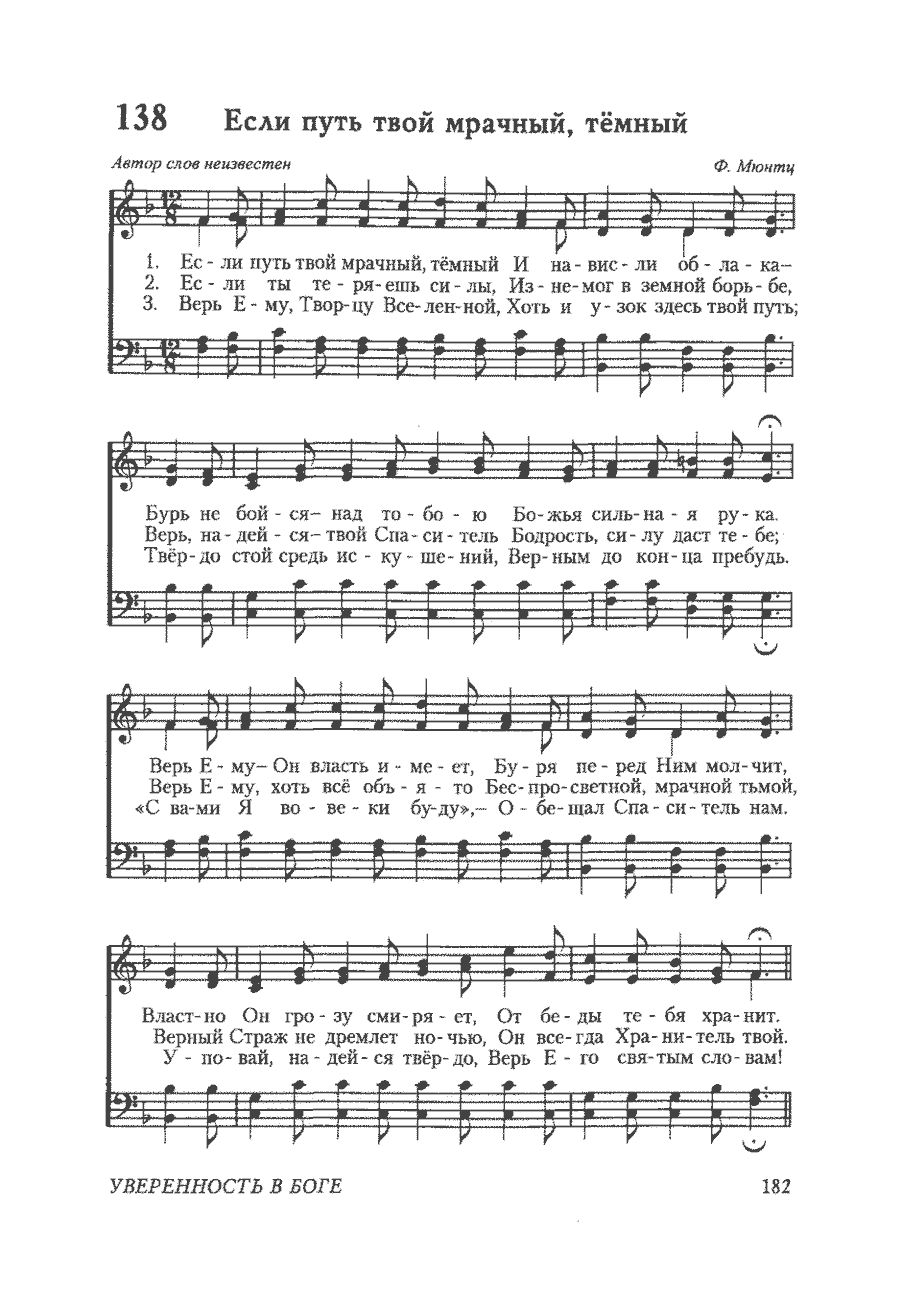 138 Если путь твой мрачный, тёмный
Автор слов неизвестен Ф. Мюнтц
1. Ес - ли путь твой мрачный, тёмный И на - вис - ли об - ла - ка–
2. Ес - ли ты те - ря - ешь си - лы, Из - не-мог в земной борь - бе,
3. Верь Е - му, Твор-цу Все-лен-ной, Хоть и у - зок здесь твой путь;
Бурь не бой - ся– над то - бо - ю Бо-жья силь-на - я ру - ка.
Верь, на - дей - ся– твой Спа - си - тель Бодрость, си - лу даст те - бе;
Твёр-до стой средь ис - ку - ше - ний, Вер-ным до кон-ца пребудь.
Верь Е - му– Он власть и - ме - ет, Бу - ря пе - ред Ним мол-чит,
Верь Е - му, хоть всё объ - я - то Бес-про-светной, мрачной тьмой,
«С ва-ми Я во - ве - ки бу-ду»,– О - бе-щал Спа - си - тель нам.
Власт-но Он гро - зу сми-ря - ет, От бе - ды те - бя хра-нит.
Верный Страж не дремлет но-чью, Он все-гда Хра-ни-тель твой.
У - по - вай, на - дей - ся твёр-до, Верь Е - го свя-тым сло-вам!
УВЕРЕННОСТЬ В БОГЕ 182